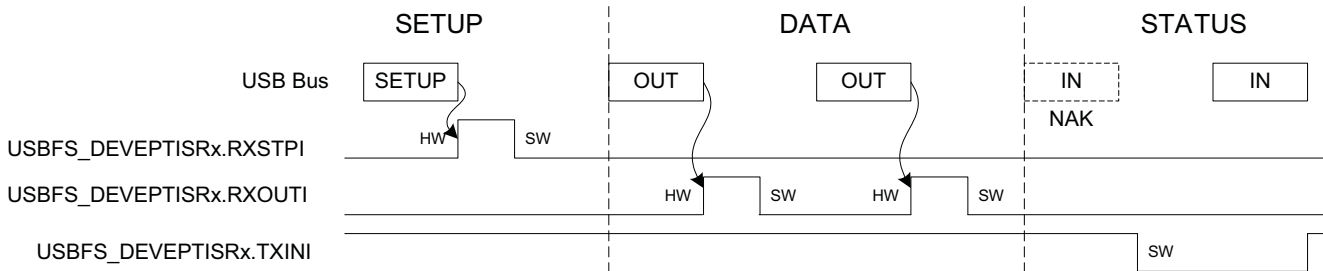 SETUP DATA STATUS
USB Bus SETUP OUT OUT IN IN
NAK
USBFS_DEVEPTISRx.RXSTPI HW SW
USBFS_DEVEPTISRx.RXOUTI HW SW HW SW
USBFS_DEVEPTISRx.TXINI SW